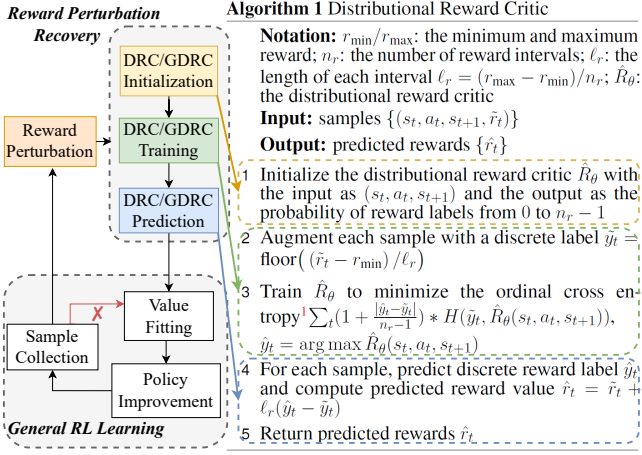 Reward Perturbation
Recovery
DRC/GDRC
Initialization
Reward
Perturbation
DRC/GDRC
Training
DRC/GDRC
Prediction
Value
Fitting
✗
Sample
Collection
Policy
Improvement
General RL Learning
Algorithm 1 Distributional Reward Critic
Notation: r_min/r_max: the minimum and maximum
reward; n_r: the number of reward intervals; ℓ_r: the
length of each interval ℓ_r = (r_max − r_min)/n_r; R̂_θ:
the distributional reward critic
Input: samples {(s_t, a_t, s_{t+1}, r̃_t)}
Output: predicted rewards {r̂_t}
1 Initialize the distributional reward critic R̂_θ with
the input as (s_t, a_t, s_{t+1}) and the output as the
probability of reward labels from 0 to n_r − 1
2 Augment each sample with a discrete label ỹ_t =
floor((r̃_t − r_min) /ℓ_r)
3 Train R̂_θ to minimize the ordinal cross en-
tropy¹ ∑_t(1 + |ŷ_t−ỹ_t|/(n_r−1)) ∗ H(ỹ_t, R̂_θ(s_t, a_t, s_{t+1})),
ŷ_t = arg max R̂_θ(s_t, a_t, s_{t+1})
4 For each sample, predict discrete reward label ŷ_t
and compute predicted reward value r̂_t = r̃_t +
ℓ_r(ŷ_t − ỹ_t)
5 Return predicted rewards r̂_t